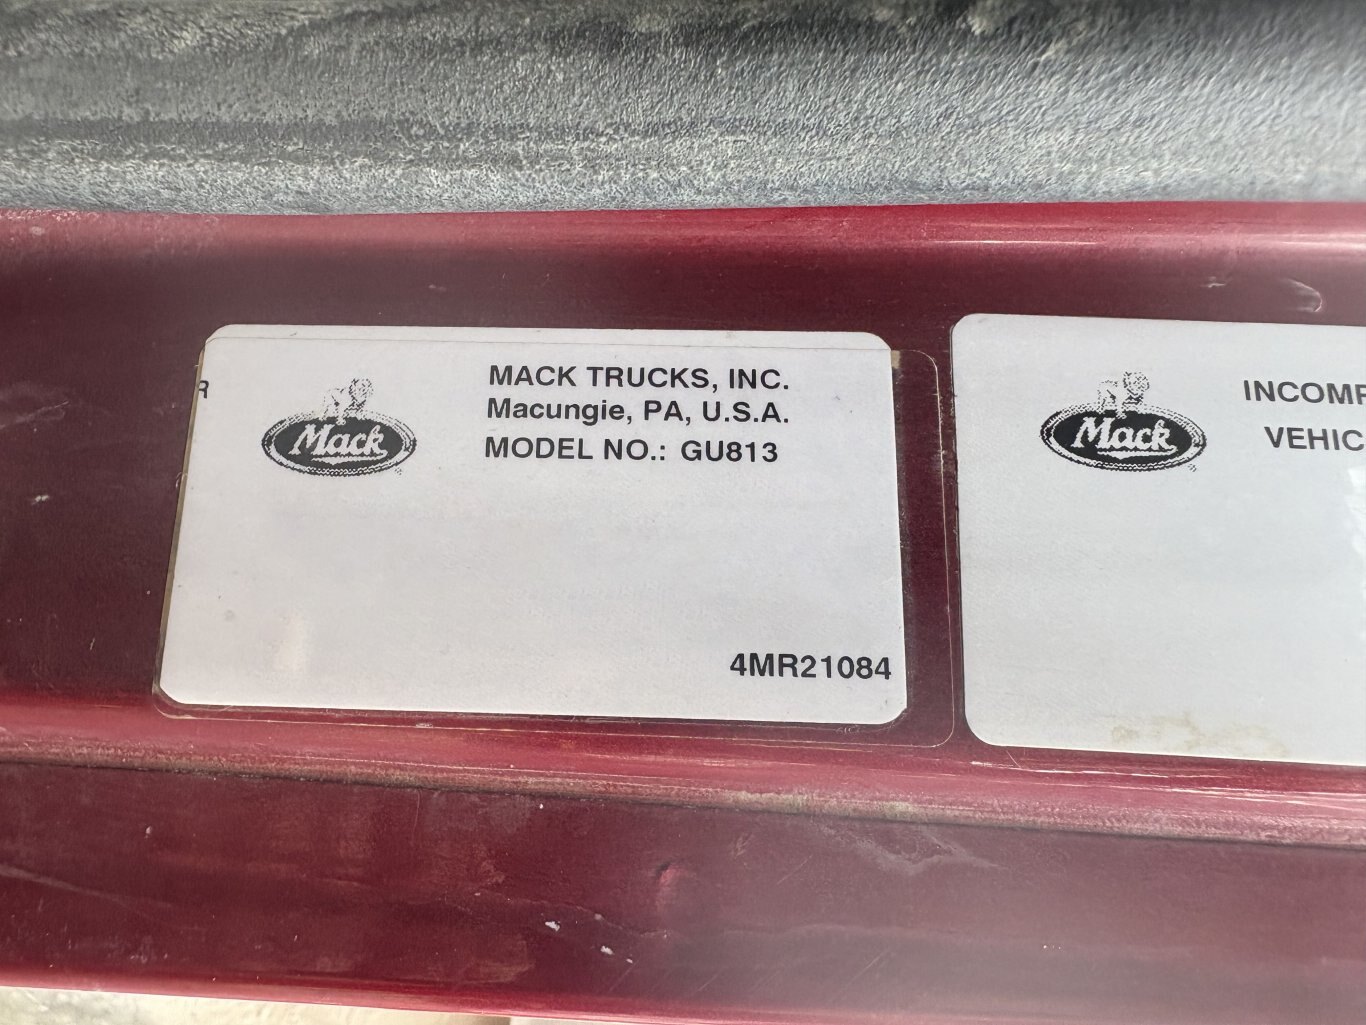 R
Mack
MACK TRUCKS, INC.
Macungie, PA, U.S.A.
MODEL NO.: GU813
4MR21084
Mack
INCOMP
VEHIC